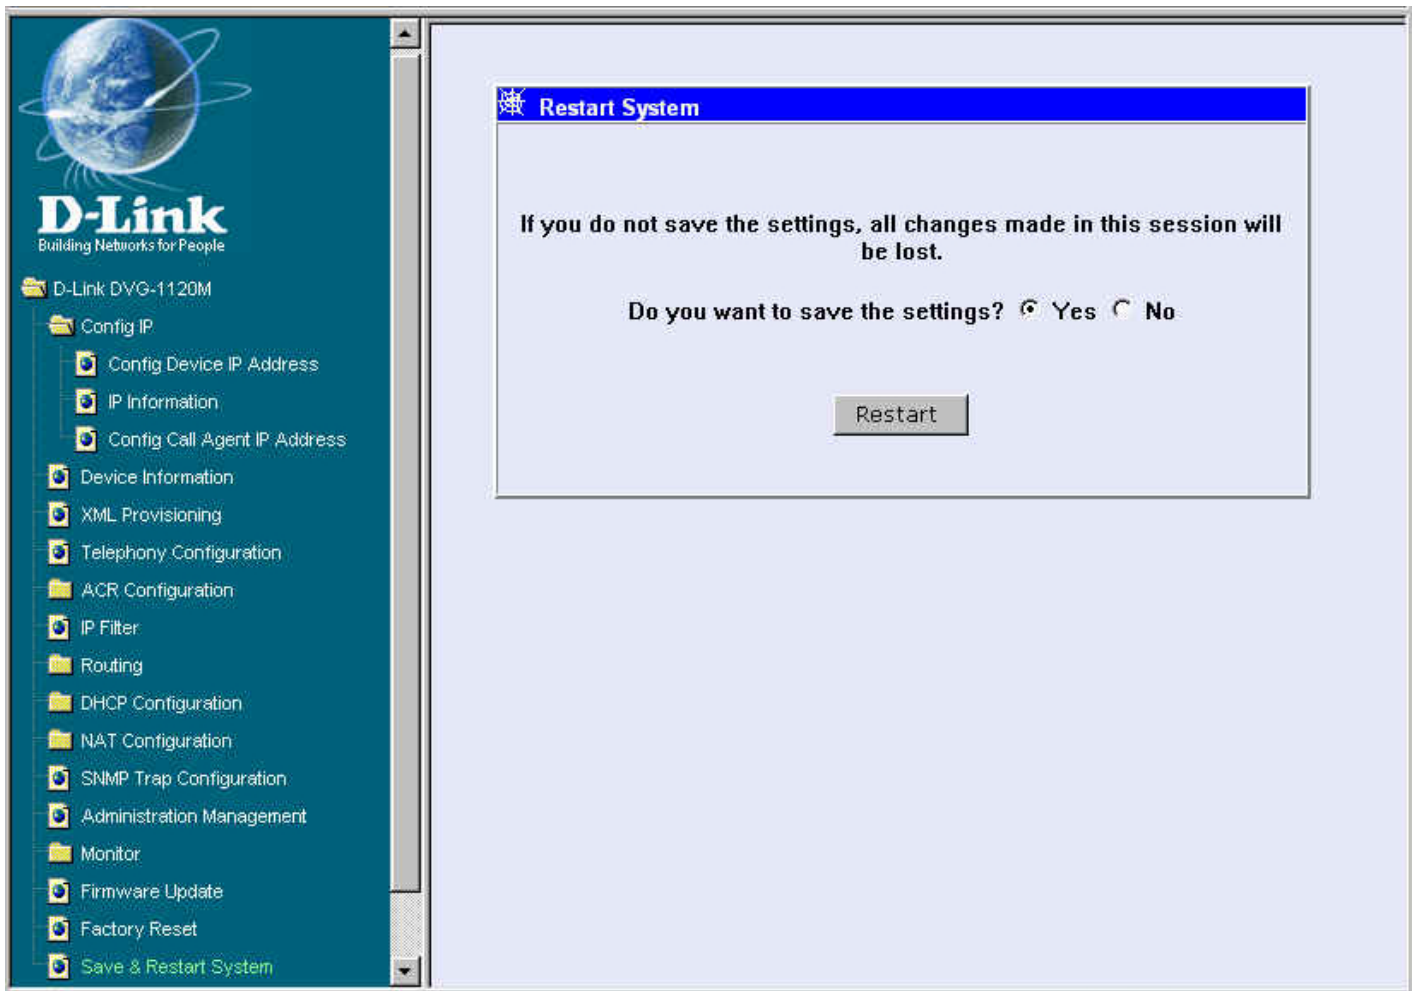 D-Link
Building Networks for People
D-Link DVG-1120M
Config IP
Config Device IP Address
IP Information
Config Call Agent IP Address
Device Information
XML Provisioning
Telephony Configuration
ACR Configuration
IP Filter
Routing
DHCP Configuration
NAT Configuration
SNMP Trap Configuration
Administration Management
Monitor
Firmware Update
Factory Reset
Save & Restart System
Restart System
If you do not save the settings, all changes made in this session will
be lost.
Do you want to save the settings? Yes No
Restart